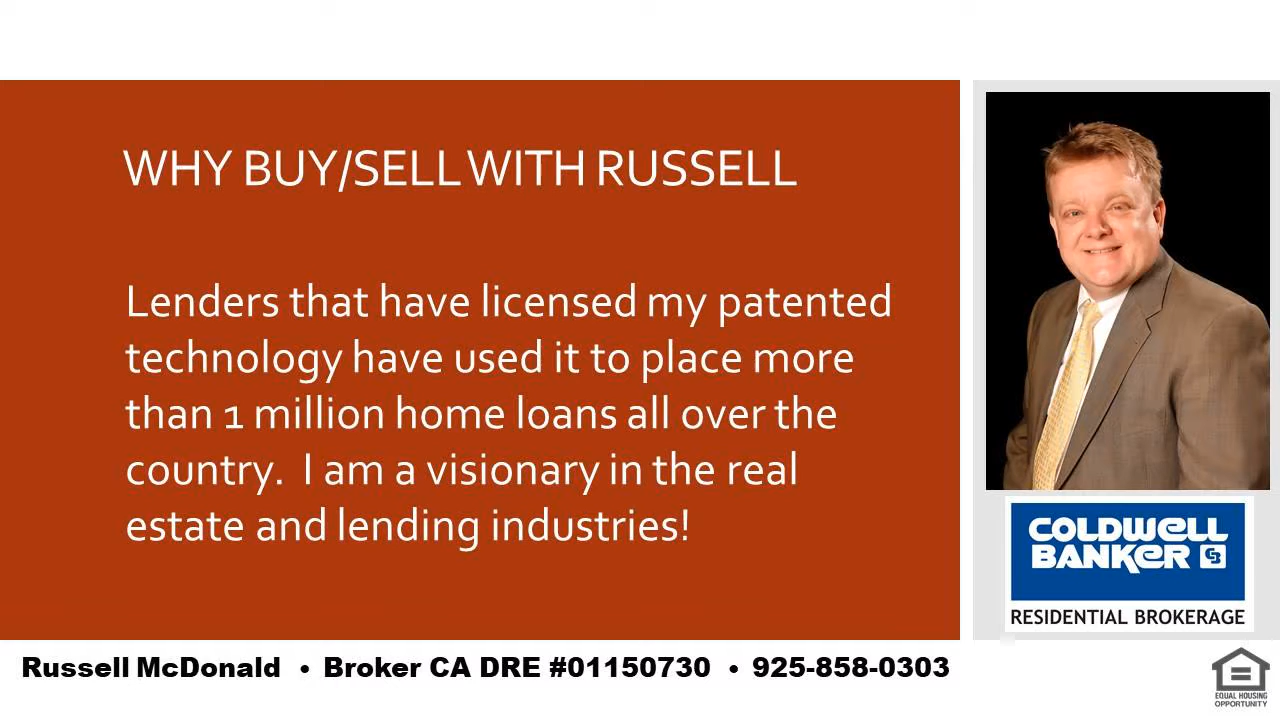 WHY BUY/SELL WITH RUSSELL
Lenders that have licensed my patented
technology have used it to place more
than 1 million home loans all over the
country.  I am a visionary in the real
estate and lending industries!
COLDWELL
BANKER CB
RESIDENTIAL BROKERAGE
Russell McDonald • Broker CA DRE #01150730 • 925-858-0303
EQUAL HOUSING
OPPORTUNITY